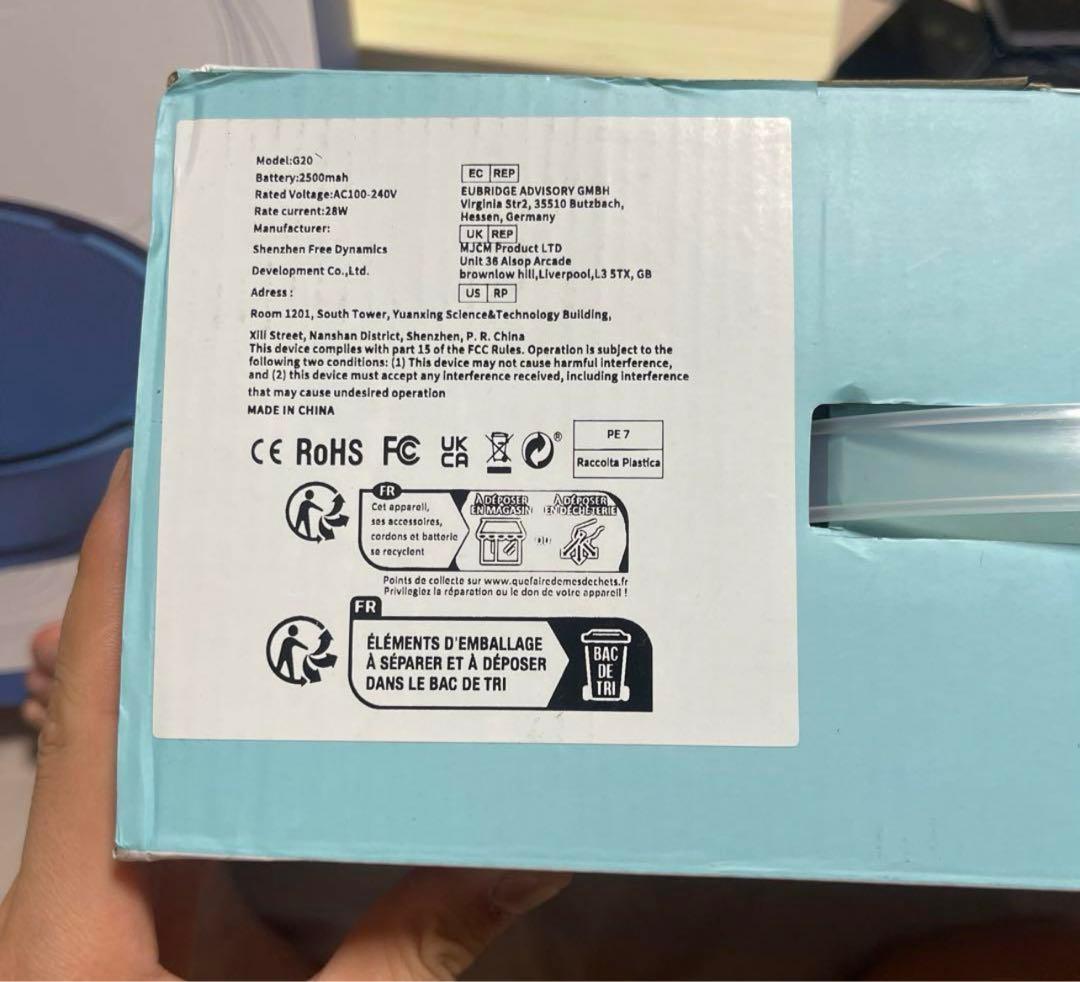 Model:G20
Battery:2500mah
Rated Voltage:AC100-240V
Rate current:28W
Manufacturer:
Shenzhen Free Dynamics
Development Co.,Ltd.
Adress:
EC REP
EUBRIDGE ADVISORY GMBH
Virginia Str2, 35510 Butzbach,
Hessen, Germany
UK REP
MJCM Product LTD
Unit 36 Alsop Arcade
brownlow hill,Liverpool,L3 5TX, GB
US RP
Room 1201, South Tower, Yuanxing Science&Technology Building,
Xili Street, Nanshan District, Shenzhen, P. R. China
This device complies with part 15 of the FCC Rules. Operation is subject to the
following two conditions: (1) This device may not cause harmful interference,
and (2) this device must accept any interference received, including interference
that may cause undesired operation
MADE IN CHINA
CE RoHS FC UK CA ®
PE 7
Raccolta Plastica
FR
Cet appareil,
ses accessoires,
cordons et batterie
se recyclent
À DÉPOSER
EN MAGASIN
OU
À DÉPOSER
EN DÉCHÈTERIE
Points de collecte sur www.quefairedemesdechets.fr
Privilegiez la réparation ou le don de votre appareil !
FR
ÉLÉMENTS D'EMBALLAGE
À SÉPARER ET À DÉPOSER
DANS LE BAC DE TRI
BAC
DE
TRI